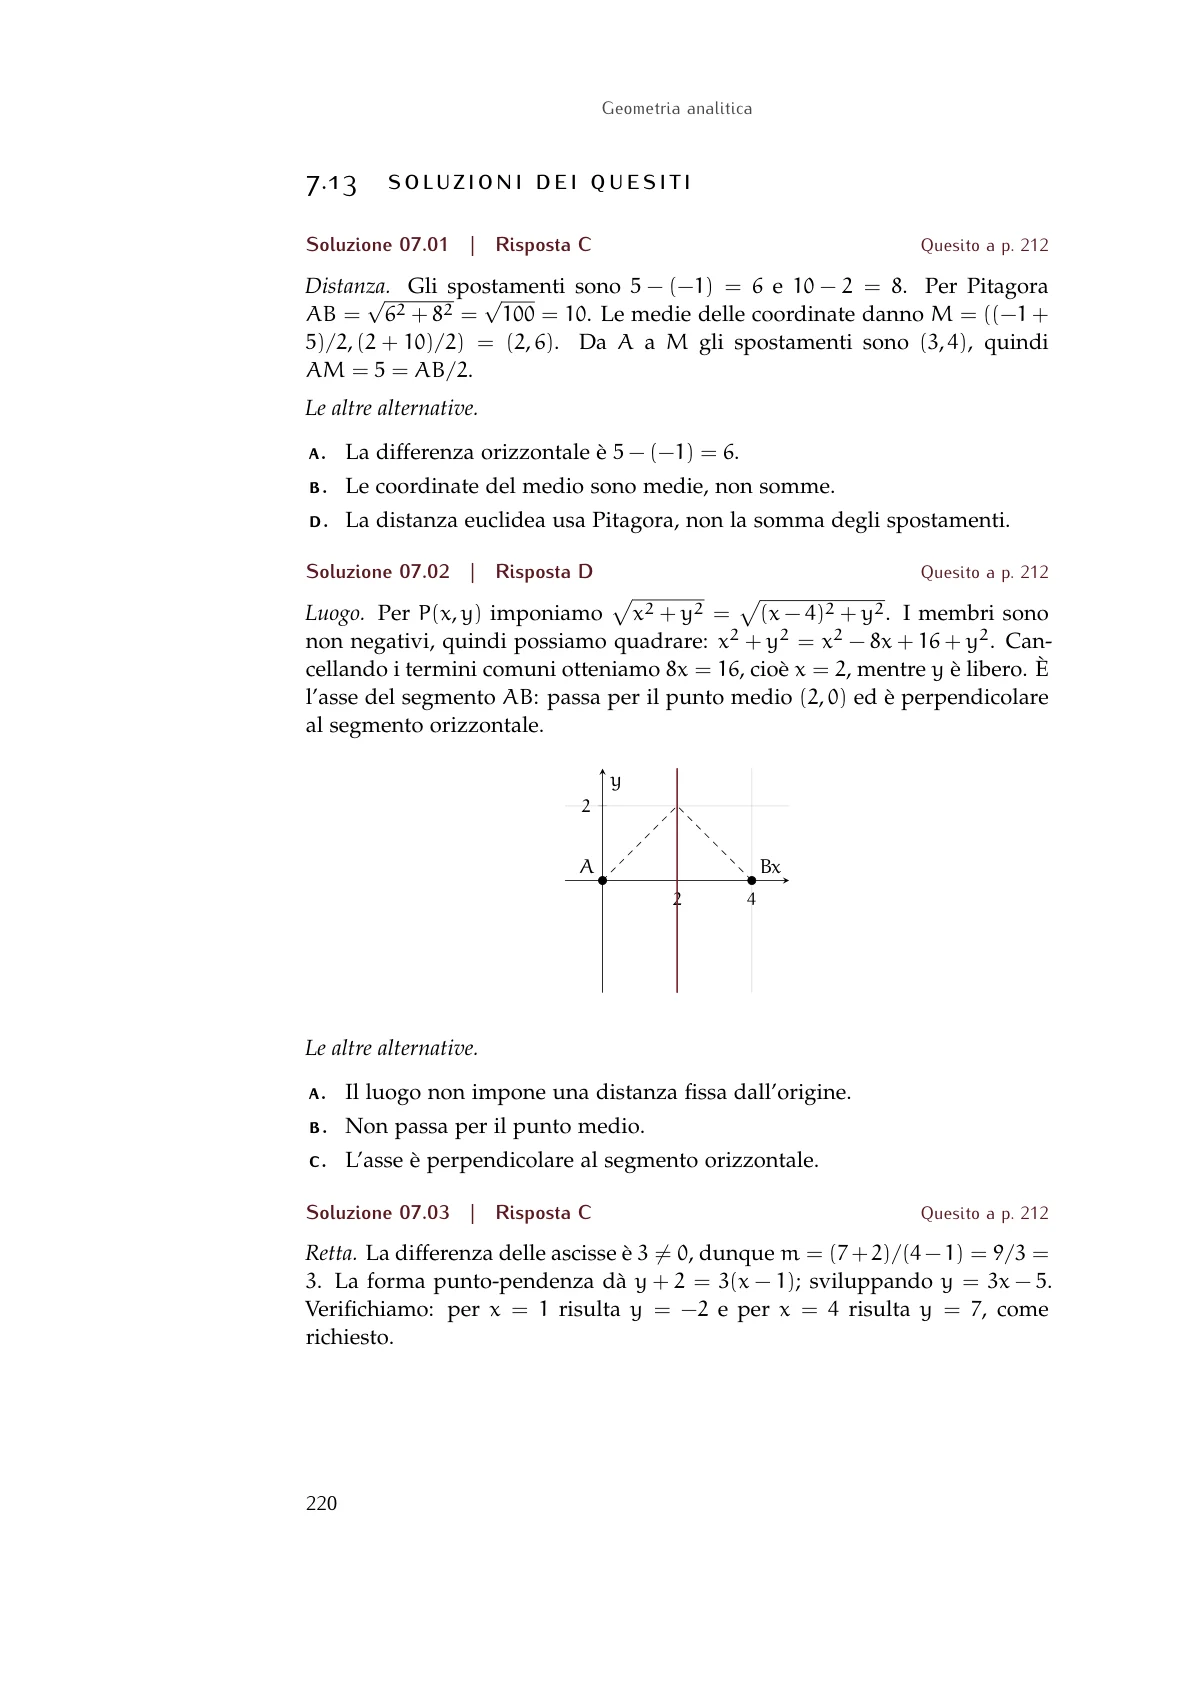 Geometria analitica
7.13 SOLUZIONI DEI QUESITI
Soluzione 07.01 | Risposta C Quesito a p. 212
Distanza. Gli spostamenti sono 5 − (−1) = 6 e 10 − 2 = 8. Per Pitagora
AB = √(6² + 8²) = √100 = 10. Le medie delle coordinate danno M = ((−1 +
5)/2, (2 + 10)/2) = (2, 6). Da A a M gli spostamenti sono (3, 4), quindi
AM = 5 = AB/2.
Le altre alternative.
A. La differenza orizzontale è 5 − (−1) = 6.
B. Le coordinate del medio sono medie, non somme.
D. La distanza euclidea usa Pitagora, non la somma degli spostamenti.
Soluzione 07.02 | Risposta D Quesito a p. 212
Luogo. Per P(x, y) imponiamo √(x² + y²) = √((x − 4)² + y²). I membri sono
non negativi, quindi possiamo quadrare: x² + y² = x² − 8x + 16 + y². Can-
cellando i termini comuni otteniamo 8x = 16, cioè x = 2, mentre y è libero. È
l'asse del segmento AB: passa per il punto medio (2, 0) ed è perpendicolare
al segmento orizzontale.
y
2
A Bx
2 4
Le altre alternative.
A. Il luogo non impone una distanza fissa dall'origine.
B. Non passa per il punto medio.
C. L'asse è perpendicolare al segmento orizzontale.
Soluzione 07.03 | Risposta C Quesito a p. 212
Retta. La differenza delle ascisse è 3 ≠ 0, dunque m = (7 + 2)/(4 − 1) = 9/3 =
3. La forma punto-pendenza dà y + 2 = 3(x − 1); sviluppando y = 3x − 5.
Verifichiamo: per x = 1 risulta y = −2 e per x = 4 risulta y = 7, come
richiesto.
220